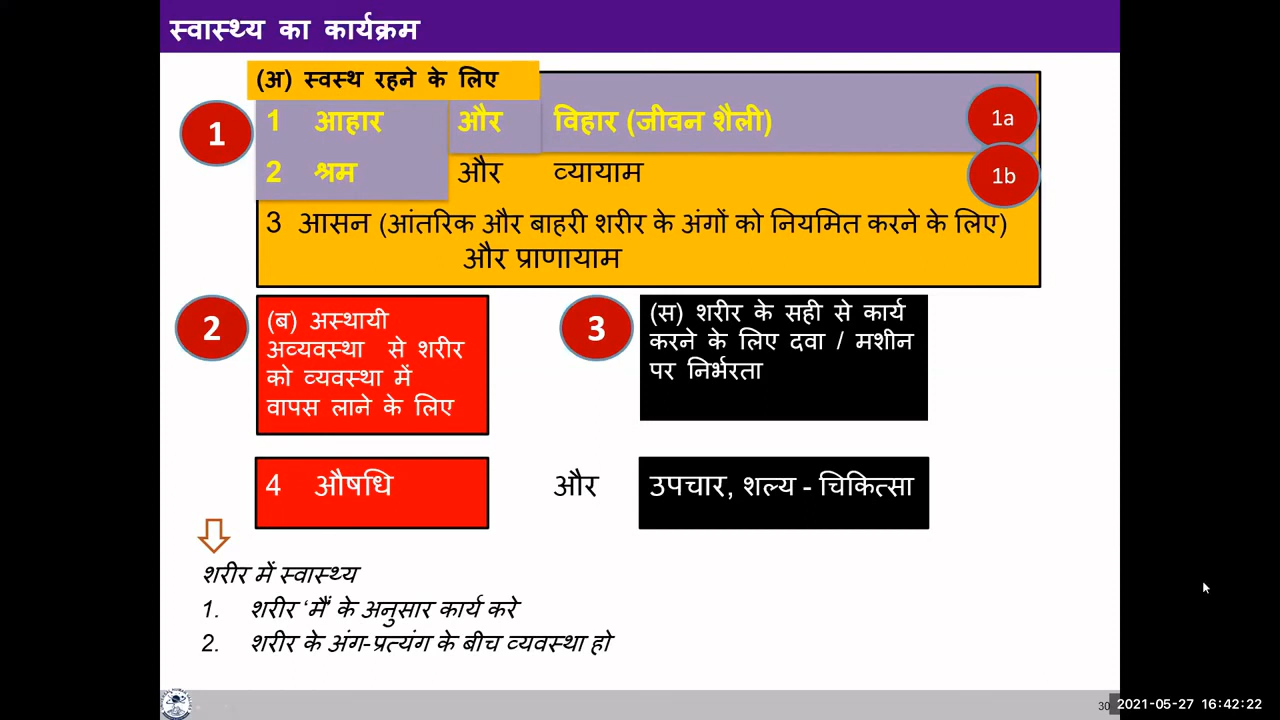 स्वास्थ्य का कार्यक्रम
(अ) स्वस्थ रहने के लिए
1
1 आहार और विहार (जीवन शैली)
1a
2 श्रम और व्यायाम
1b
3 आसन (आंतरिक और बाहरी शरीर के अंगों को नियमित करने के लिए)
और प्राणायाम
2
(ब) अस्थायी
अव्यवस्था से शरीर
को व्यवस्था में
वापस लाने के लिए
3
(स) शरीर के सही से कार्य
करने के लिए दवा / मशीन
पर निर्भरता
4 औषधि और उपचार, शल्य - चिकित्सा
शरीर में स्वास्थ्य
1. शरीर ‘मैं’ के अनुसार कार्य करे
2. शरीर के अंग-प्रत्यंग के बीच व्यवस्था हो
30
2021-05-27 16:42:22